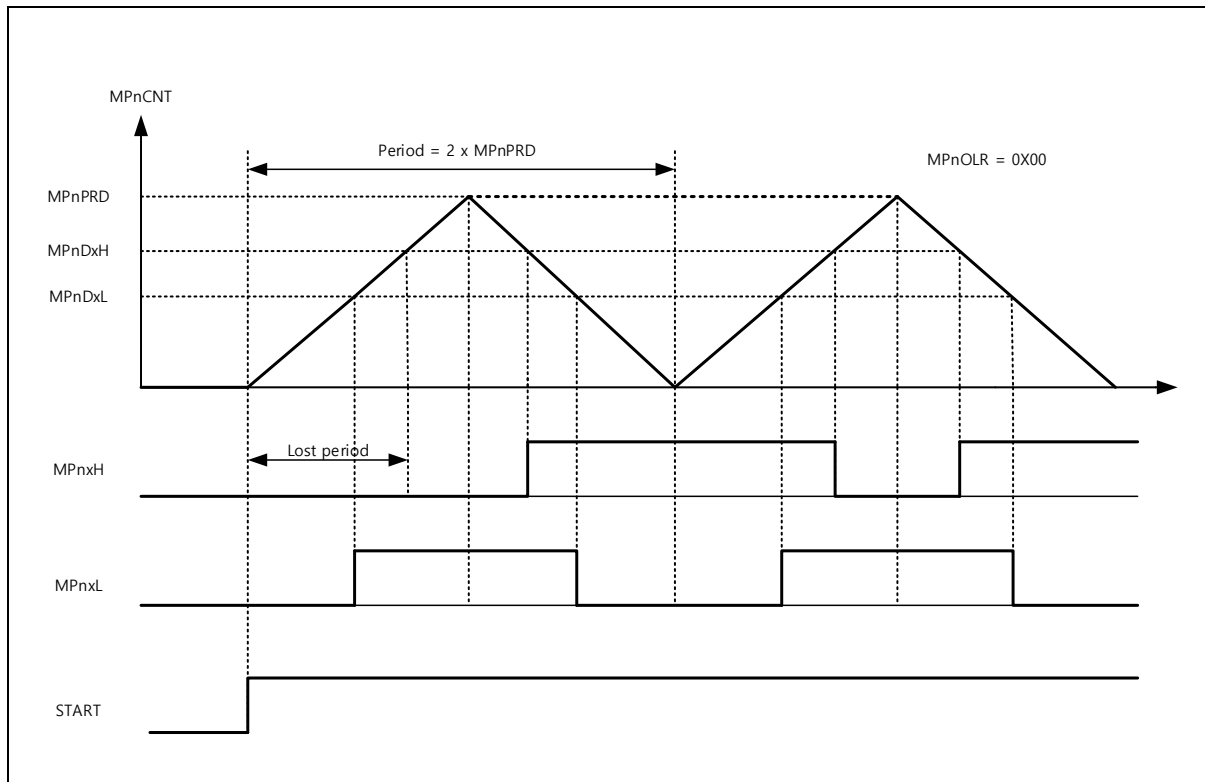 MPnCNT
Period = 2 x MPnPRD
MPnOLR = 0X00
MPnPRD
MPnDxH
MPnDxL
Lost period
MPnxH
MPnxL
START